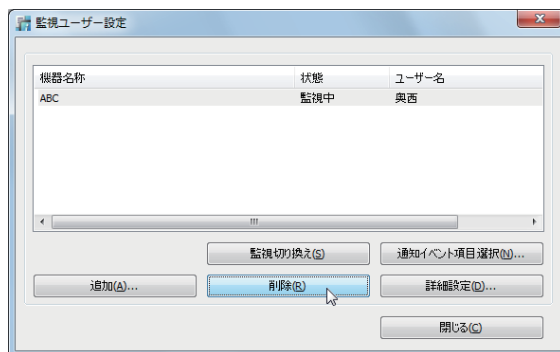 監視ユーザー設定
機器名称 状態 ユーザー名
ABC 監視中 奥西
監視切り換え(S) 通知イベント項目選択(N)...
追加(A)... 削除(R) 詳細設定(D)...
閉じる(C)